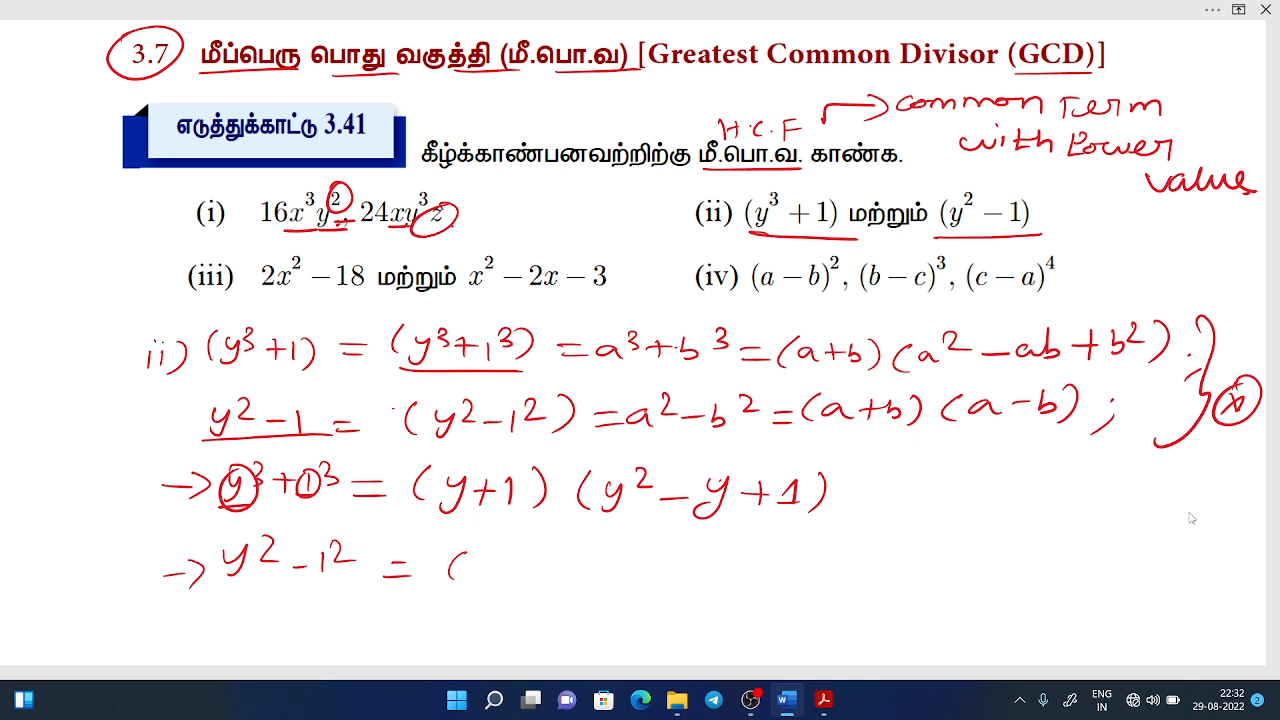 3.7 மீப்பெரு பொது வகுத்தி (மீ.பொ.வ) [Greatest Common Divisor (GCD)]
எடுத்துக்காட்டு 3.41
H.C.F → common Term
with Power
value
கீழ்க்காண்பனவற்றிற்கு மீ.பொ.வ. காண்க.
(i) 16x³y², 24xy³z (ii) (y³ + 1) மற்றும் (y² − 1)
(iii) 2x² − 18 மற்றும் x² − 2x − 3 (iv) (a − b)², (b − c)³, (c − a)⁴
ii) (y³+1) = (y³+1³) = a³+b³ = (a+b) (a² − ab + b²).
y² − 1 = (y² − 1²) = a² − b² = (a+b) (a − b) ;
→ y³ + 1³ = (y+1) (y² − y + 1)
→ y² − 1² = (
ENG
IN
22:32
29-08-2022
2